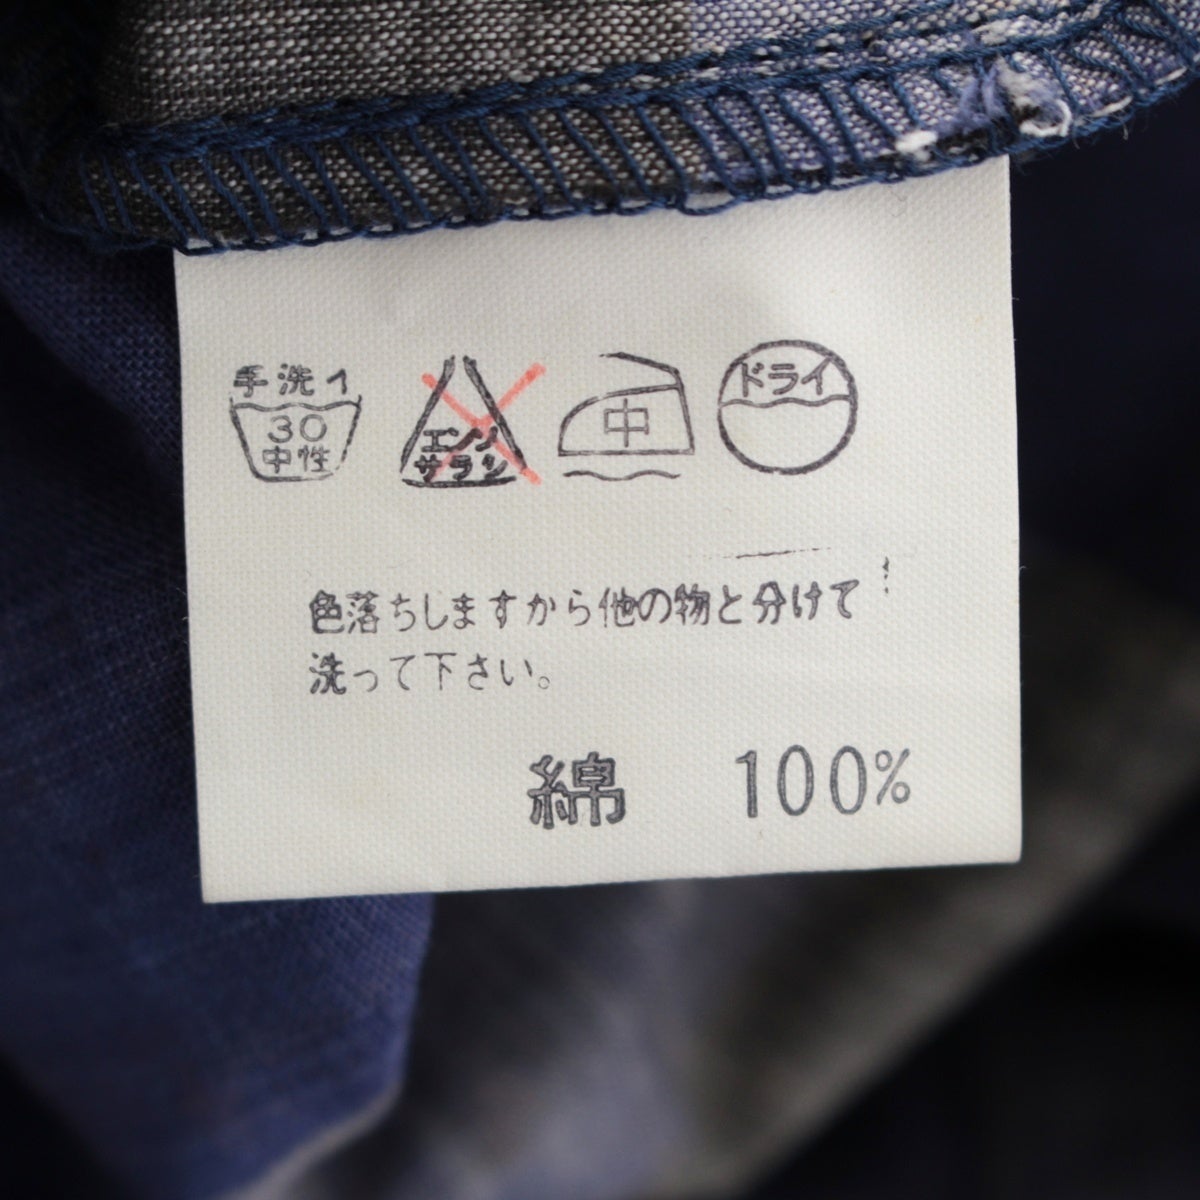 手洗イ
30
中性
エンソ
サラシ
中
ドライ
色落ちしますから他の物と分けて
洗って下さい。
綿 100%